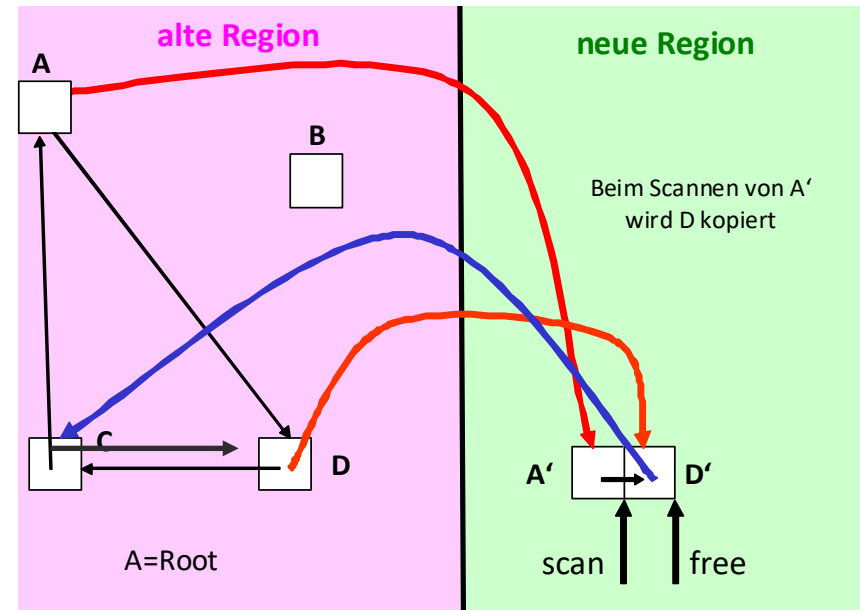 alte Region
neue Region
A
B
Beim Scannen von A‘
wird D kopiert
C
D
A‘
D‘
A=Root
scan
free